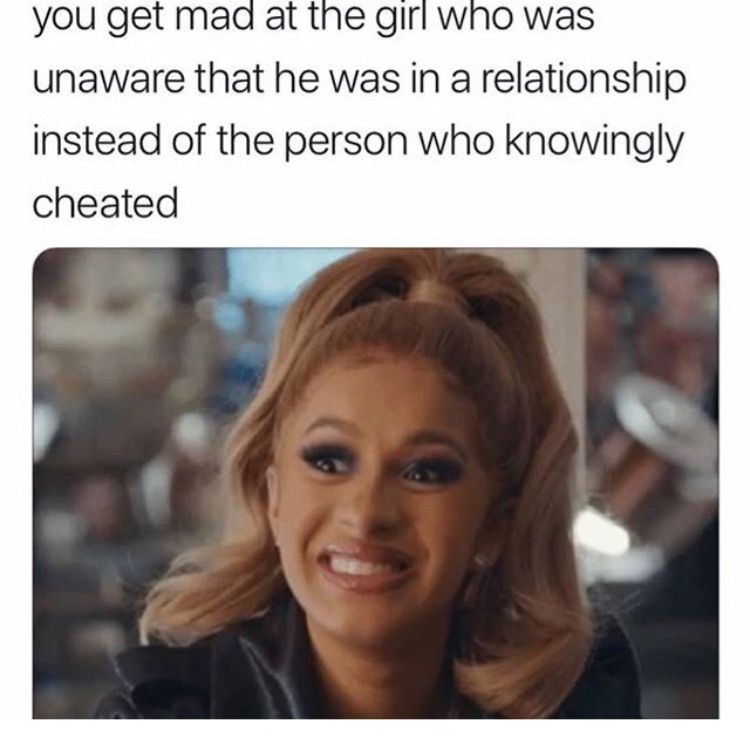 you get mad at the girl who was
unaware that he was in a relationship
instead of the person who knowingly
cheated